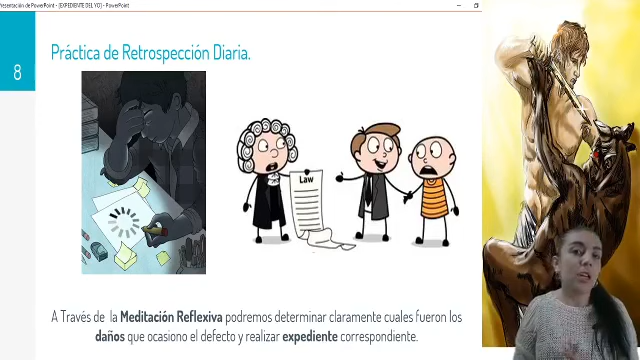 Presentación de PowerPoint - [EXPEDIENTE DEL YO] - PowerPoint
8
Práctica de Retrospección Diaria.
Law
A Través de la Meditación Reflexiva podremos determinar claramente cuales fueron los
daños que ocasiono el defecto y realizar expediente correspondiente.